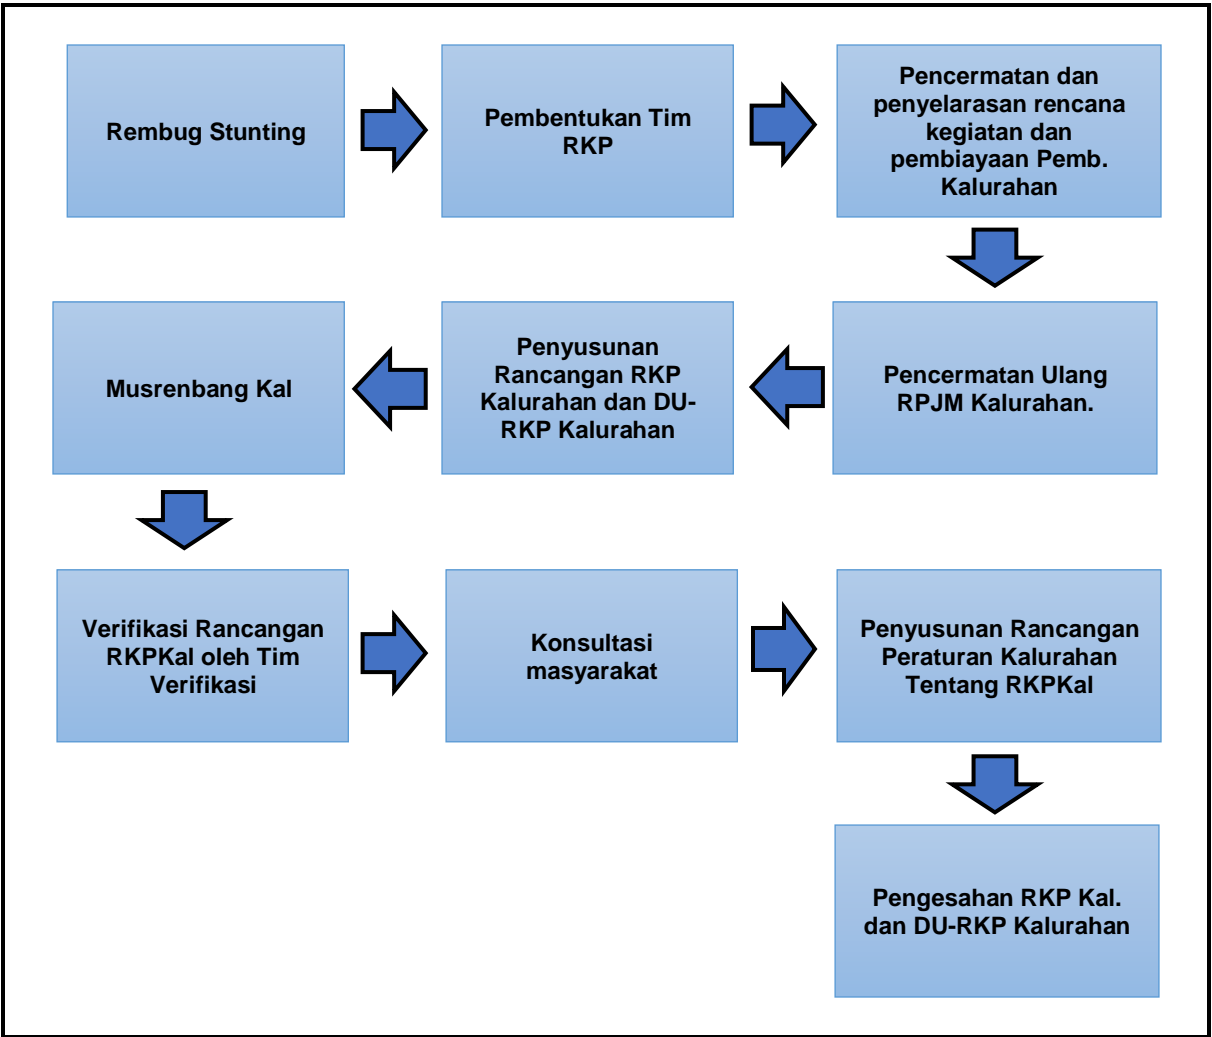 Rembug Stunting
Pembentukan Tim
RKP
Pencermatan dan
penyelarasan rencana
kegiatan dan
pembiayaan Pemb.
Kalurahan
Pencermatan Ulang
RPJM Kalurahan.
Penyusunan
Rancangan RKP
Kalurahan dan DU-
RKP Kalurahan
Musrenbang Kal
Verifikasi Rancangan
RKPKal oleh Tim
Verifikasi
Konsultasi
masyarakat
Penyusunan Rancangan
Peraturan Kalurahan
Tentang RKPKal
Pengesahan RKP Kal.
dan DU-RKP Kalurahan